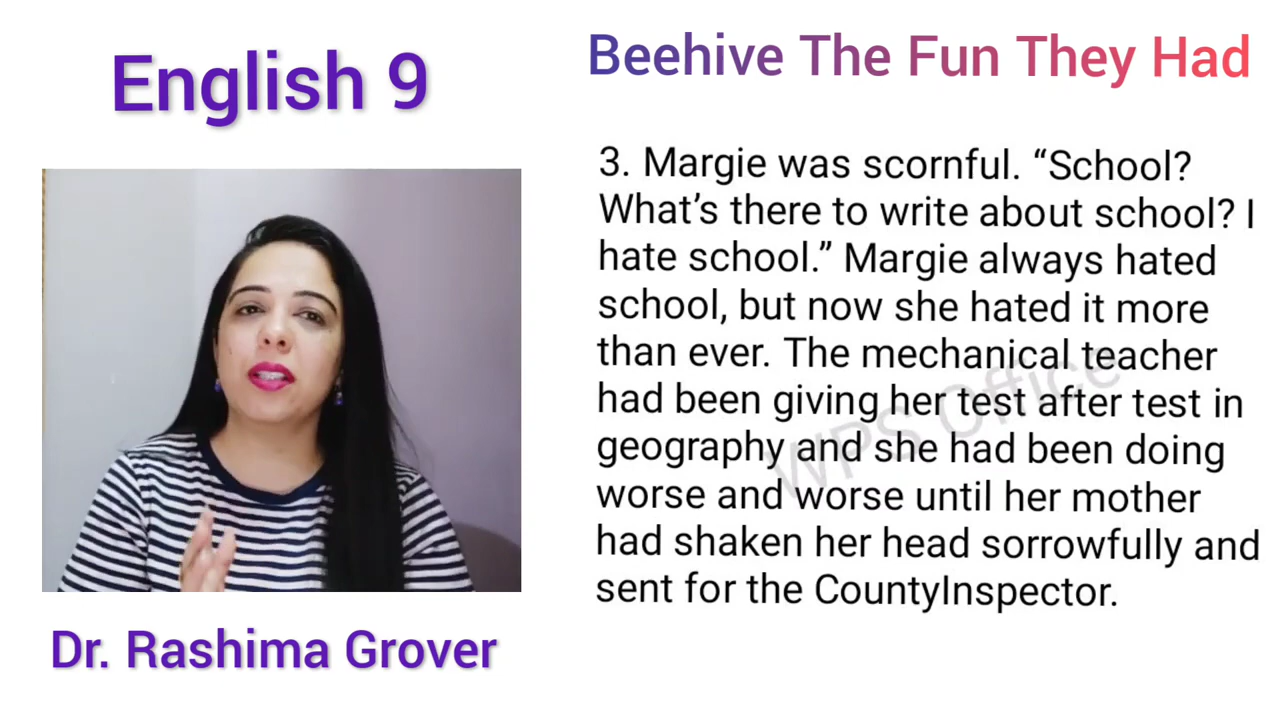 English 9
Beehive The Fun They Had
3. Margie was scornful. “School?
What’s there to write about school? I
hate school.” Margie always hated
school, but now she hated it more
than ever. The mechanical teacher
had been giving her test after test in
geography and she had been doing
worse and worse until her mother
had shaken her head sorrowfully and
sent for the CountyInspector.
WPS Office
Dr. Rashima Grover